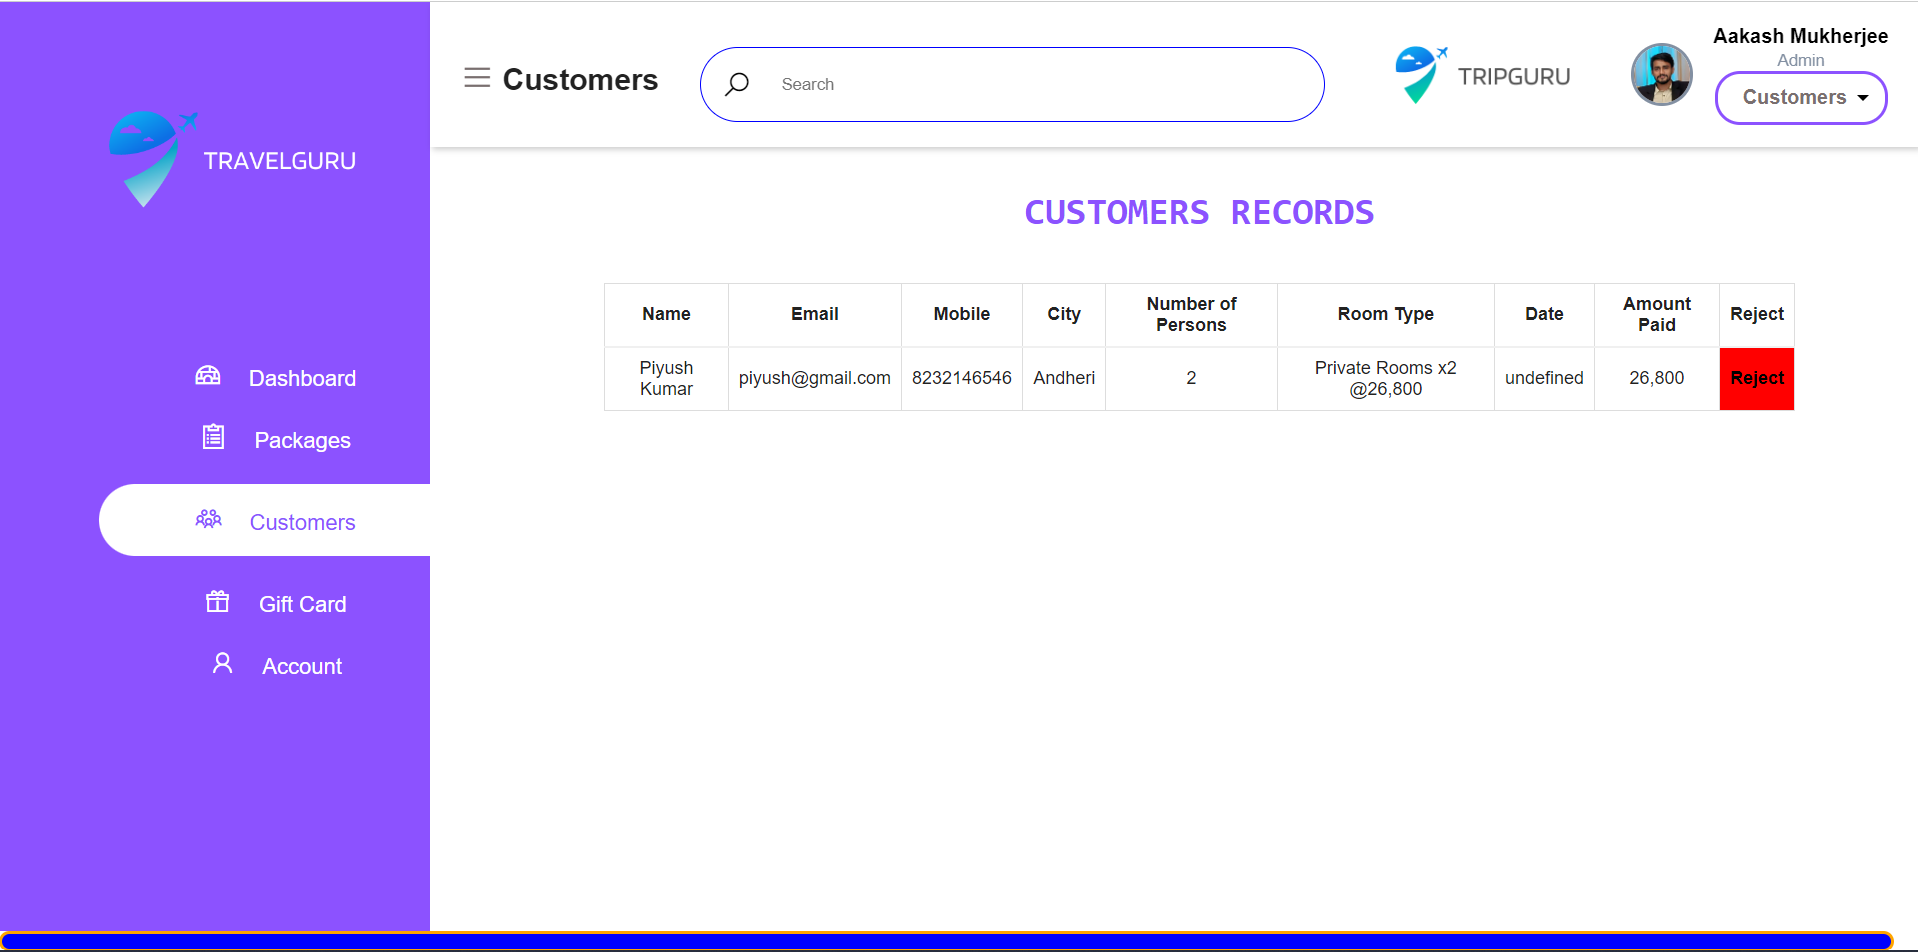 TRAVELGURU
Dashboard
Packages
Customers
Gift Card
Account
Customers
Search
TRIPGURU
Aakash Mukherjee
Admin
Customers
CUSTOMERS RECORDS
Name Email Mobile City Number of Persons Room Type Date Amount Paid Reject
Piyush Kumar piyush@gmail.com 8232146546 Andheri 2 Private Rooms x2 @26,800 undefined 26,800 Reject